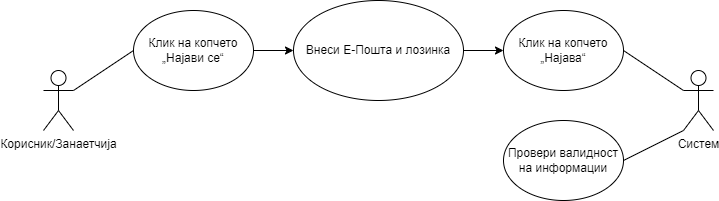 Клик на копчето
„Најави се“
Внеси Е-Пошта и лозинка
Клик на копчето
„Најава“
Корисник/Занаетчија
Систем
Провери валидност
на информации